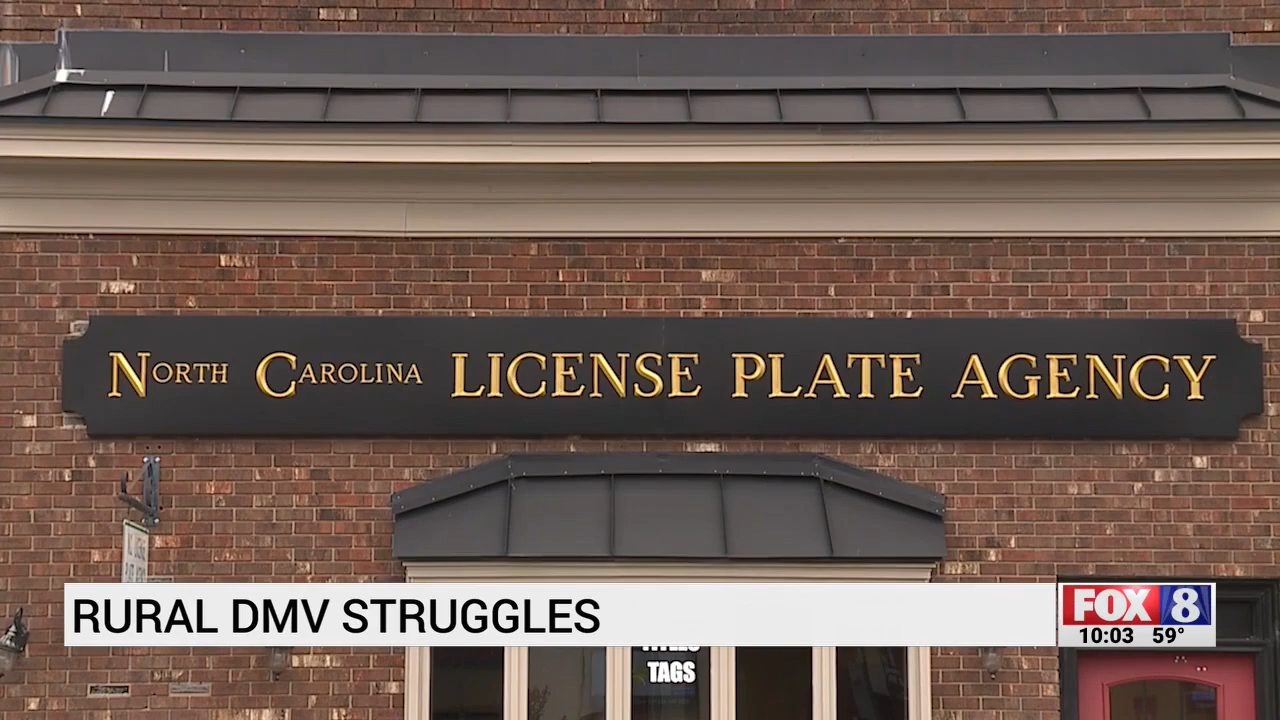 North Carolina LICENSE PLATE AGENCY
RURAL DMV STRUGGLES
FOX 8
10:03 59°
TAGS